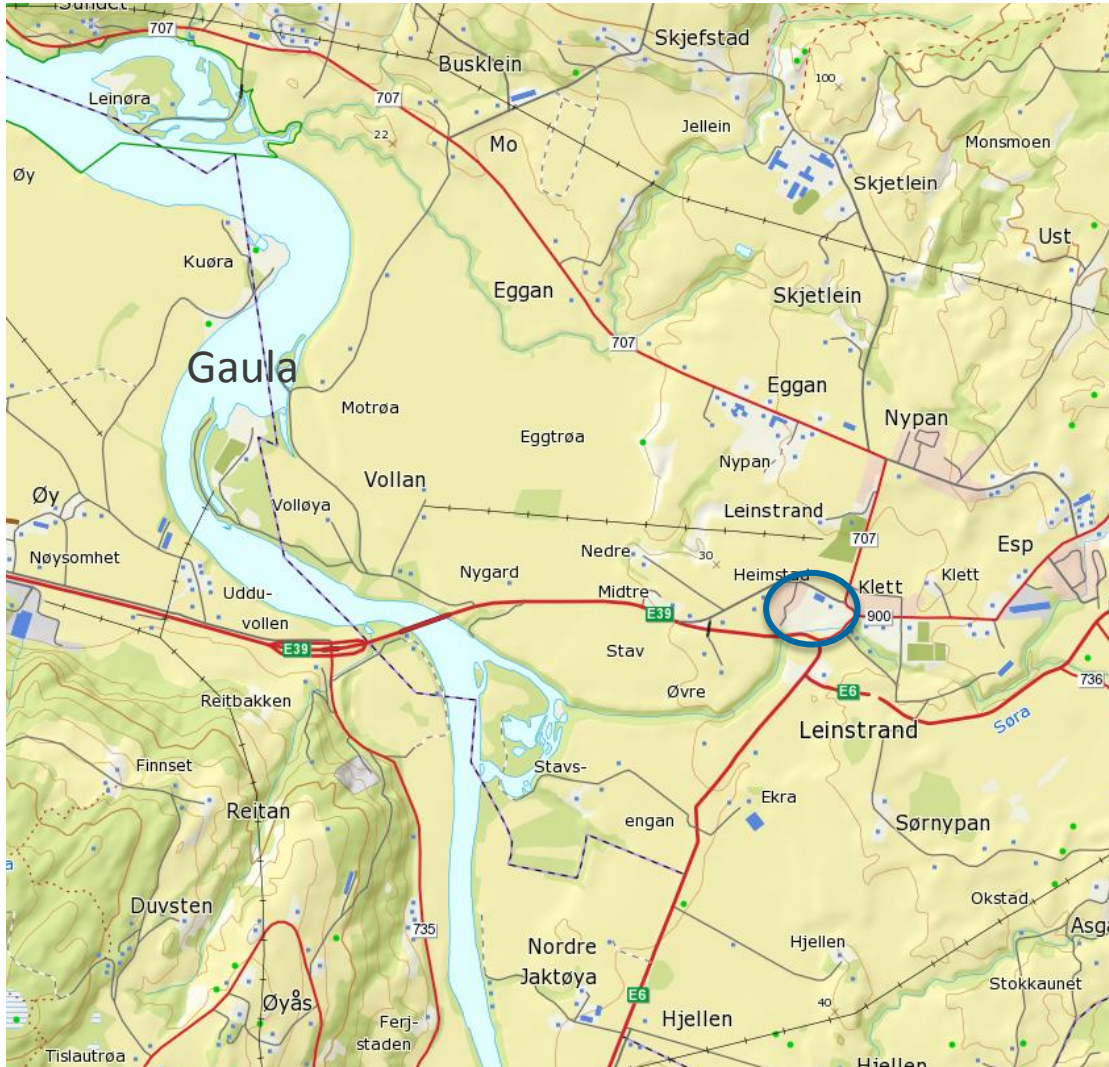 707
Skjefstad
Busklein
100
Leinøra
707
22
Jellein
Mo
Monsmoen
Øy
Skjetlein
Ust
Kuøra
Eggan
Skjetlein
707
Gaula
Eggan
Motrøa
Nypan
Eggtrøa
Nypan
Vollan
Øy
Volløya
Leinstrand
707
Esp
Nøysomhet
Nedre
30
Heimstad
Klett
Klett
Nygard
Midtre
Uddu-
vollen
E39
900
E39
Stav
736
Reitbakken
Øvre
E6
Søra
Leinstrand
Finnset
Stavs-
engan
Ekra
Reitan
Sørnypan
Duvsten
Okstad
735
Nordre
Jaktøya
Hjellen
Stokkaunet
E6
40
Øyås
Ferj-
staden
Hjellen
Tislautrøa